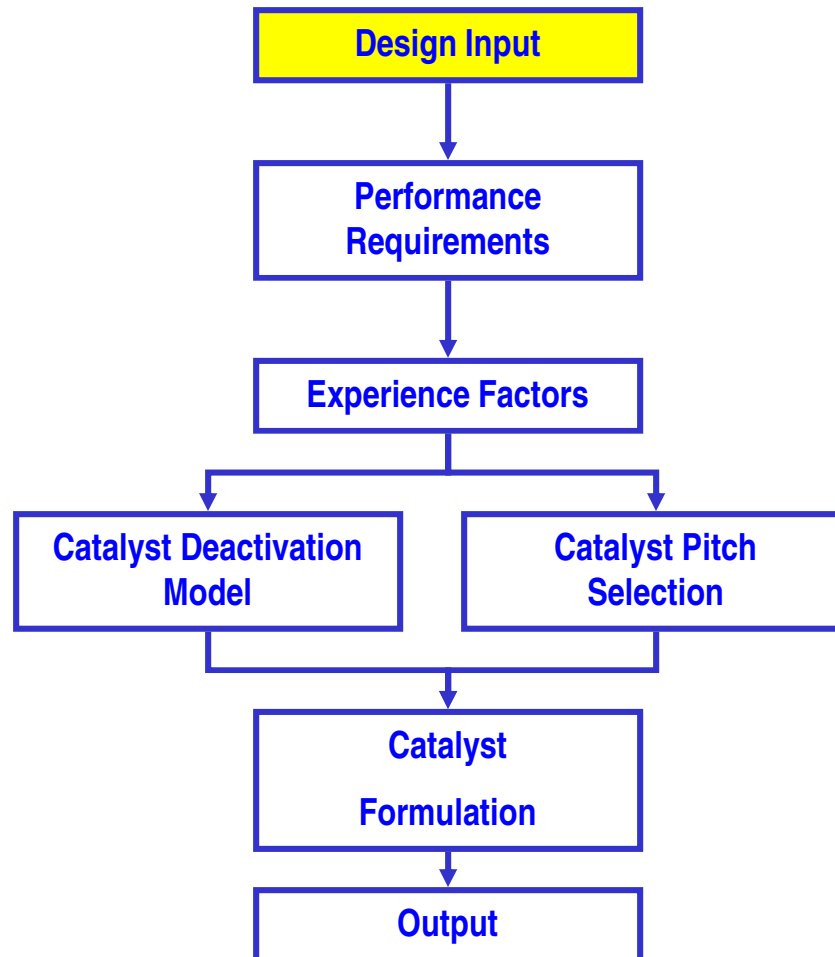 Design Input
Performance
Requirements
Experience Factors
Catalyst Deactivation
Model
Catalyst Pitch
Selection
Catalyst
Formulation
Output